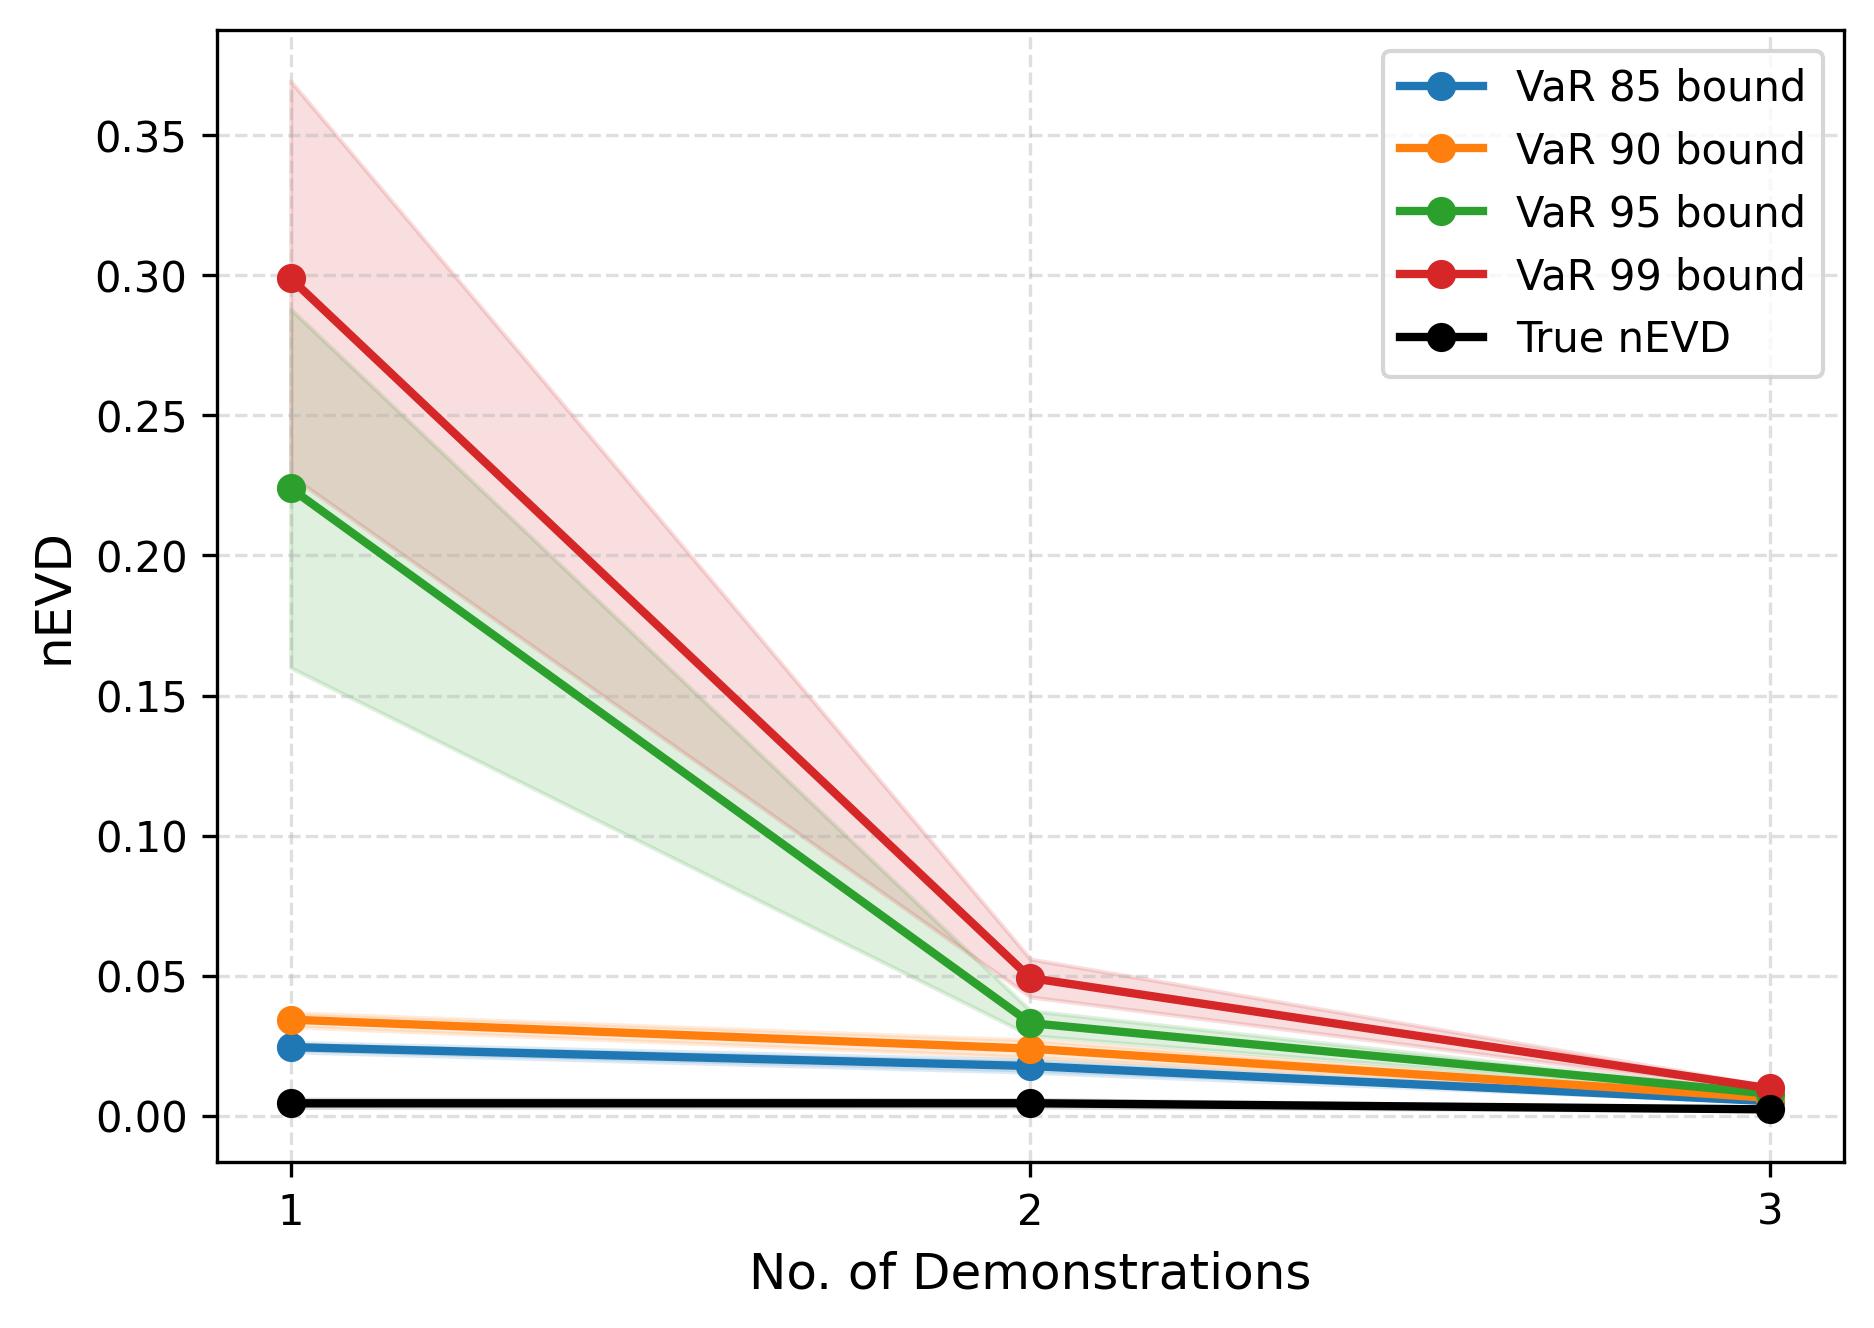 VaR 85 bound
VaR 90 bound
VaR 95 bound
VaR 99 bound
True nEVD
nEVD
0.35
0.30
0.25
0.20
0.15
0.10
0.05
0.00
1 2 3
No. of Demonstrations